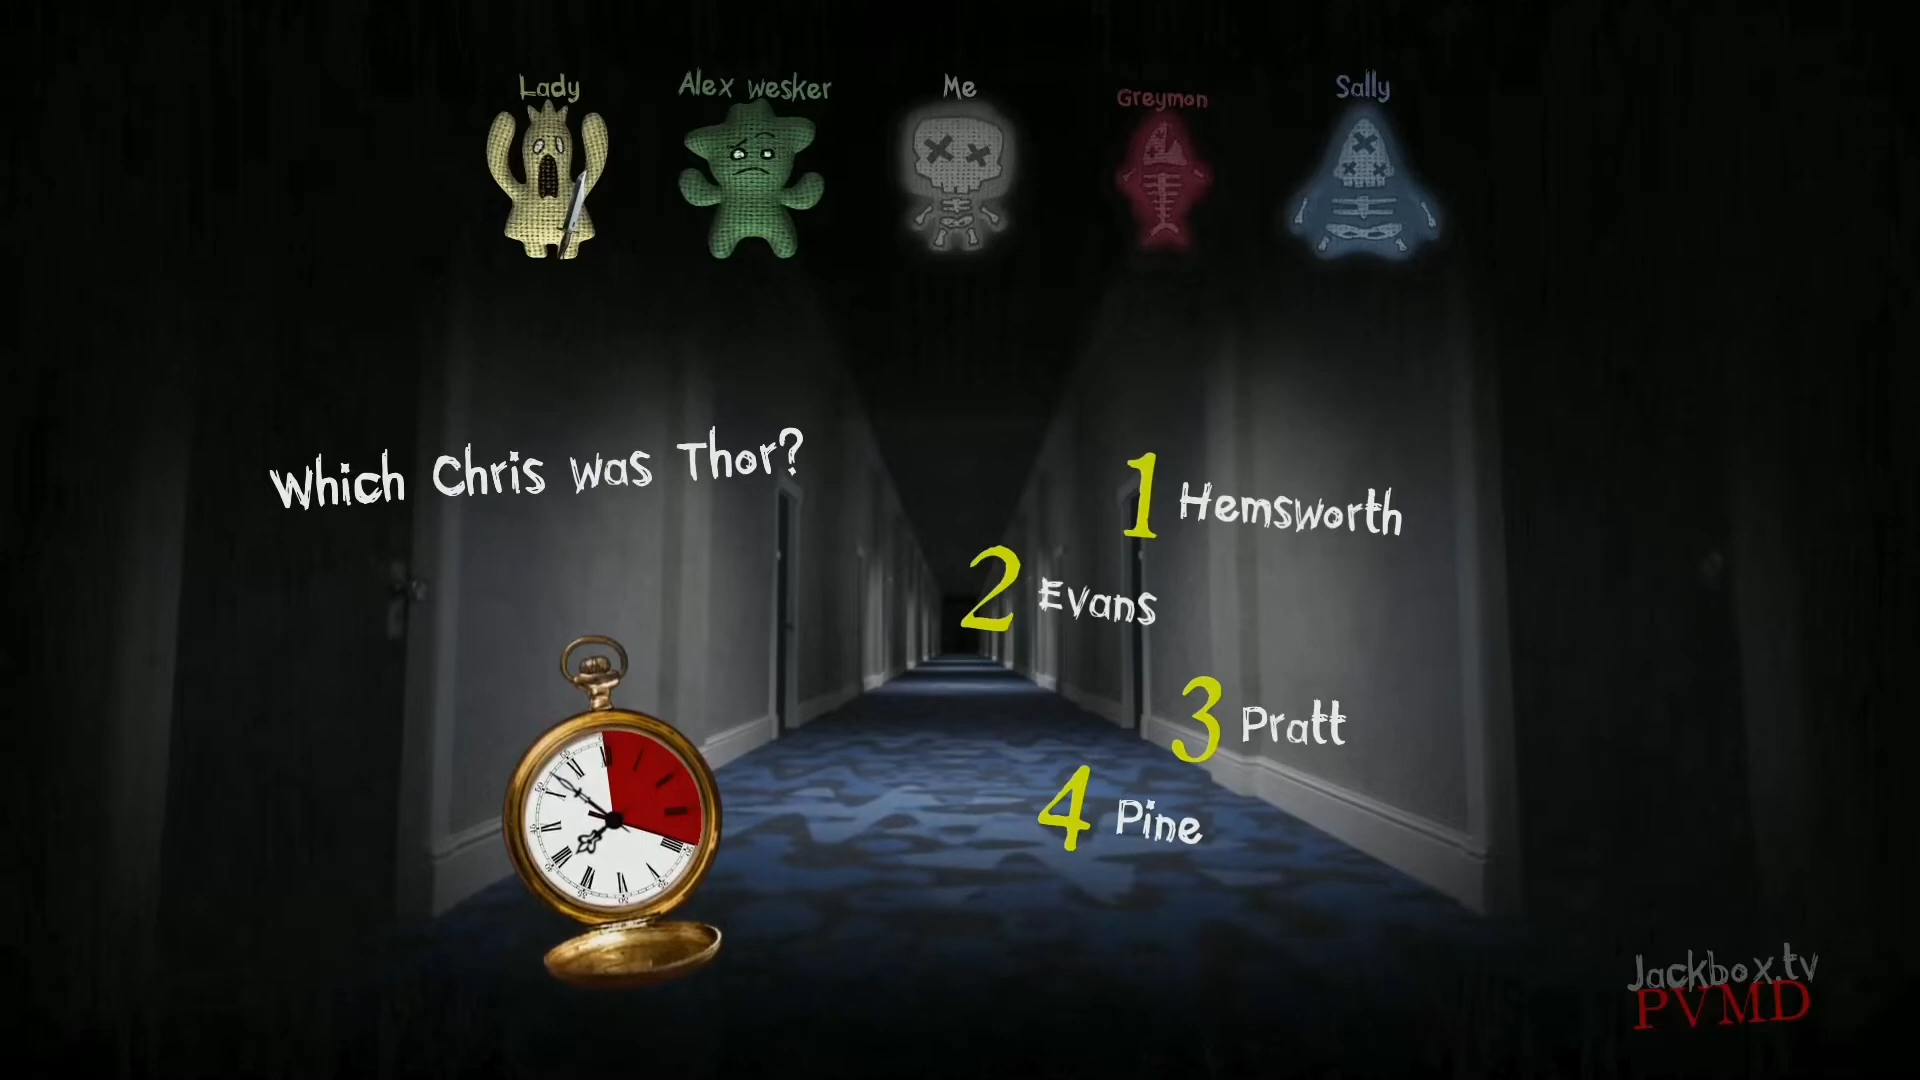 Lady
Alex wesker
Me
Greymon
Sally
Which Chris was Thor?
1 Hemsworth
2 Evans
3 Pratt
4 Pine
Jackbox.tv
PVMD